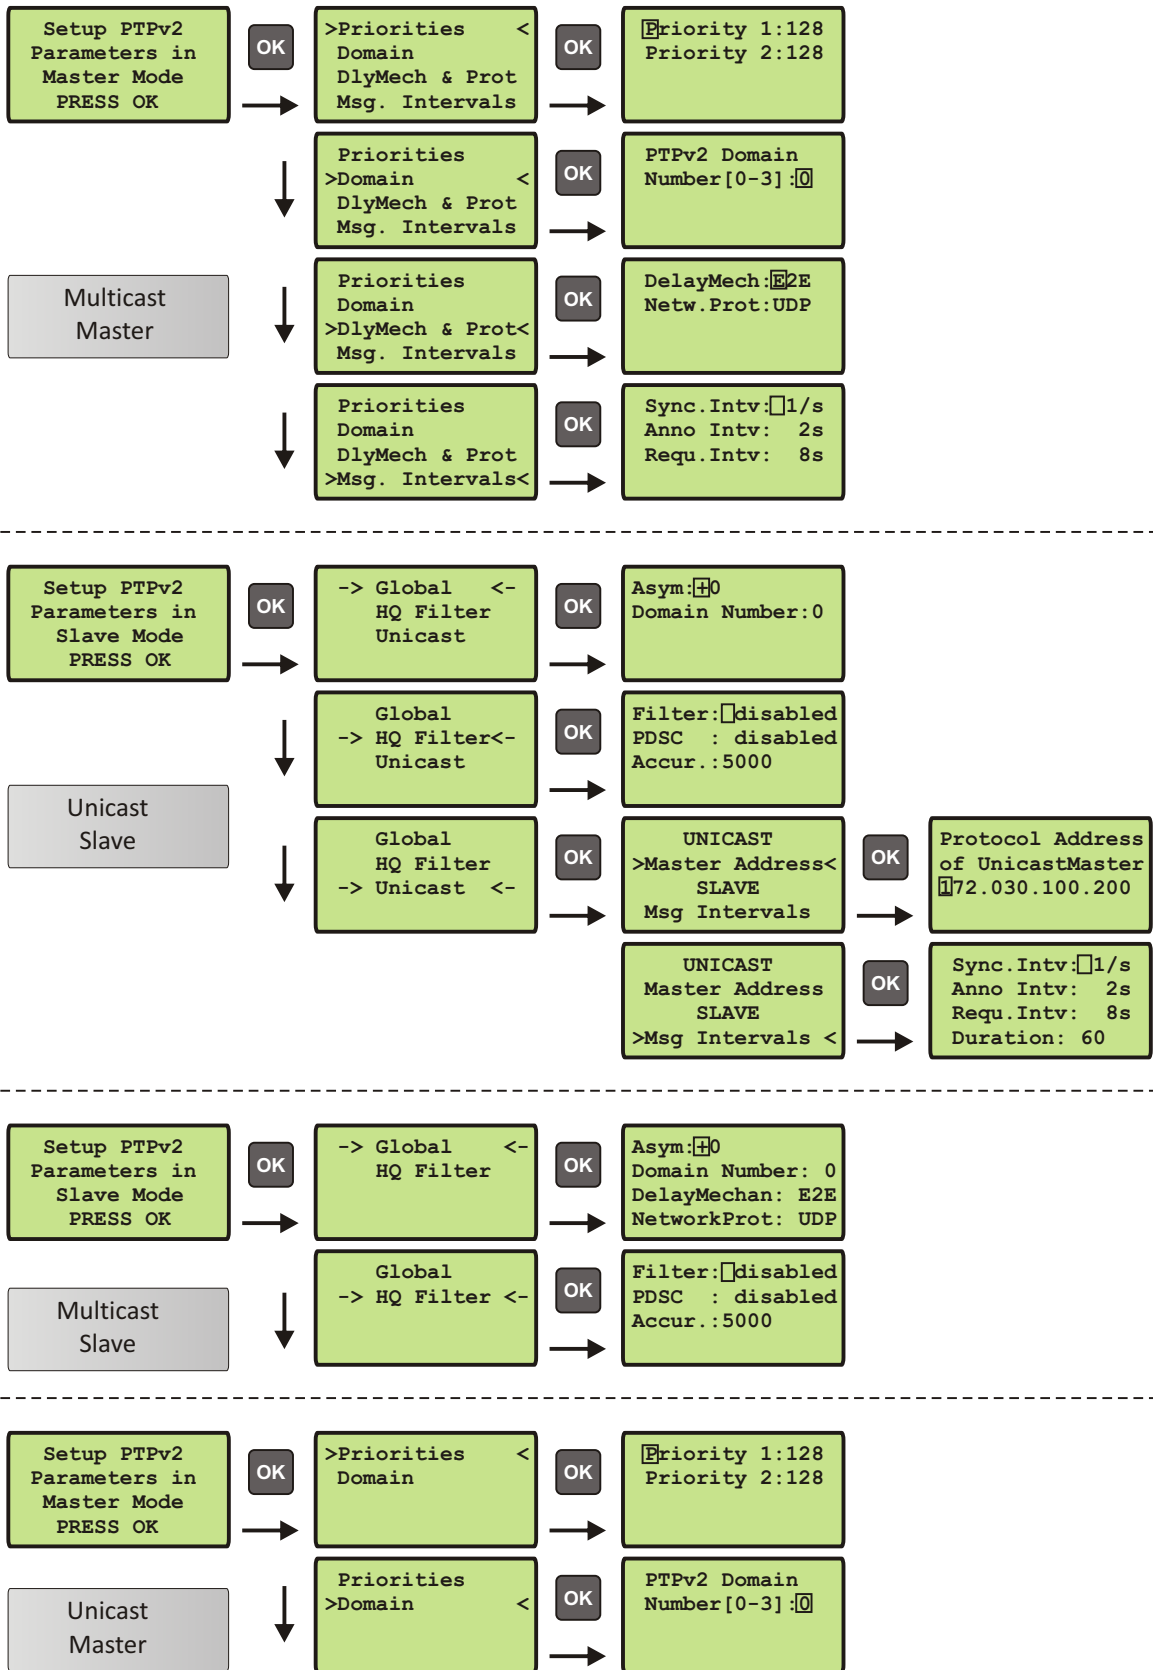 Setup PTPv2
Parameters in
Master Mode
PRESS OK
OK
>Priorities <
Domain
DlyMech & Prot
Msg. Intervals
OK
Priority 1:128
Priority 2:128
Priorities
>Domain <
DlyMech & Prot
Msg. Intervals
OK
PTPv2 Domain
Number[0-3]:0
Multicast
Master
Priorities
Domain
>DlyMech & Prot<
Msg. Intervals
OK
DelayMech:E2E
Netw.Prot:UDP
Priorities
Domain
DlyMech & Prot
>Msg. Intervals<
OK
Sync.Intv: 1/s
Anno Intv: 2s
Requ.Intv: 8s
Setup PTPv2
Parameters in
Slave Mode
PRESS OK
OK
-> Global <-
HQ Filter
Unicast
OK
Asym:+0
Domain Number:0
Global
-> HQ Filter<-
Unicast
OK
Filter: disabled
PDSC : disabled
Accur.:5000
Unicast
Slave
Global
HQ Filter
-> Unicast <-
OK
UNICAST
>Master Address<
SLAVE
Msg Intervals
OK
Protocol Address
of UnicastMaster
172.030.100.200
UNICAST
Master Address
SLAVE
>Msg Intervals <
OK
Sync.Intv: 1/s
Anno Intv: 2s
Requ.Intv: 8s
Duration: 60
Setup PTPv2
Parameters in
Slave Mode
PRESS OK
OK
-> Global <-
HQ Filter
OK
Asym:+0
Domain Number: 0
DelayMechan: E2E
NetworkProt: UDP
Multicast
Slave
Global
-> HQ Filter <-
OK
Filter: disabled
PDSC : disabled
Accur.:5000
Setup PTPv2
Parameters in
Master Mode
PRESS OK
OK
>Priorities <
Domain
OK
Priority 1:128
Priority 2:128
Unicast
Master
Priorities
>Domain <
OK
PTPv2 Domain
Number[0-3]:0